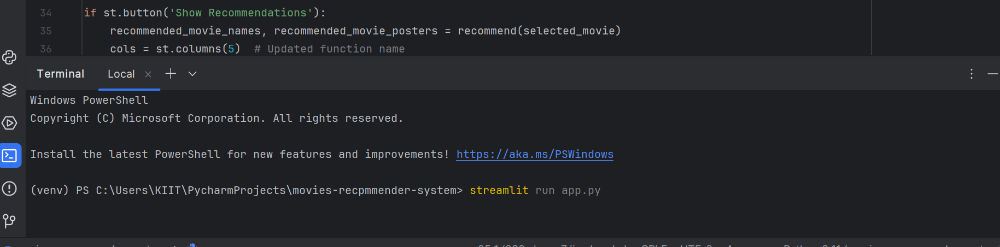 34 if st.button('Show Recommendations'):
35 recommended_movie_names, recommended_movie_posters = recommend(selected_movie)
36 cols = st.columns(5)  # Updated function name
Terminal Local
Windows PowerShell
Copyright (C) Microsoft Corporation. All rights reserved.
Install the latest PowerShell for new features and improvements! https://aka.ms/PSWindows
(venv) PS C:\Users\KIIT\PycharmProjects\movies-recpmmender-system> streamlit run app.py